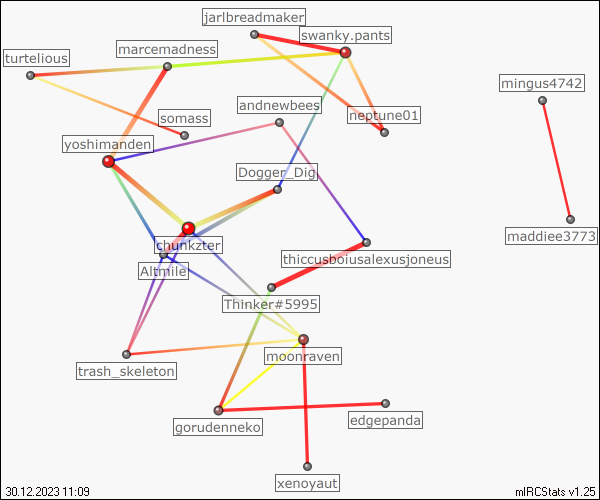 jarlbreadmaker
swanky.pants
marcemadness
turtelious
mingus4742
andnewbees
somass
neptune01
yoshimanden
Dogger_Dig
maddiee3773
chunkzter
thiccusboiusalexusjoneus
Altmile
Thinker#5995
moonraven
trash_skeleton
edgepanda
gorudenneko
xenoyaut
30.12.2023 11:09
mIRCStats v1.25